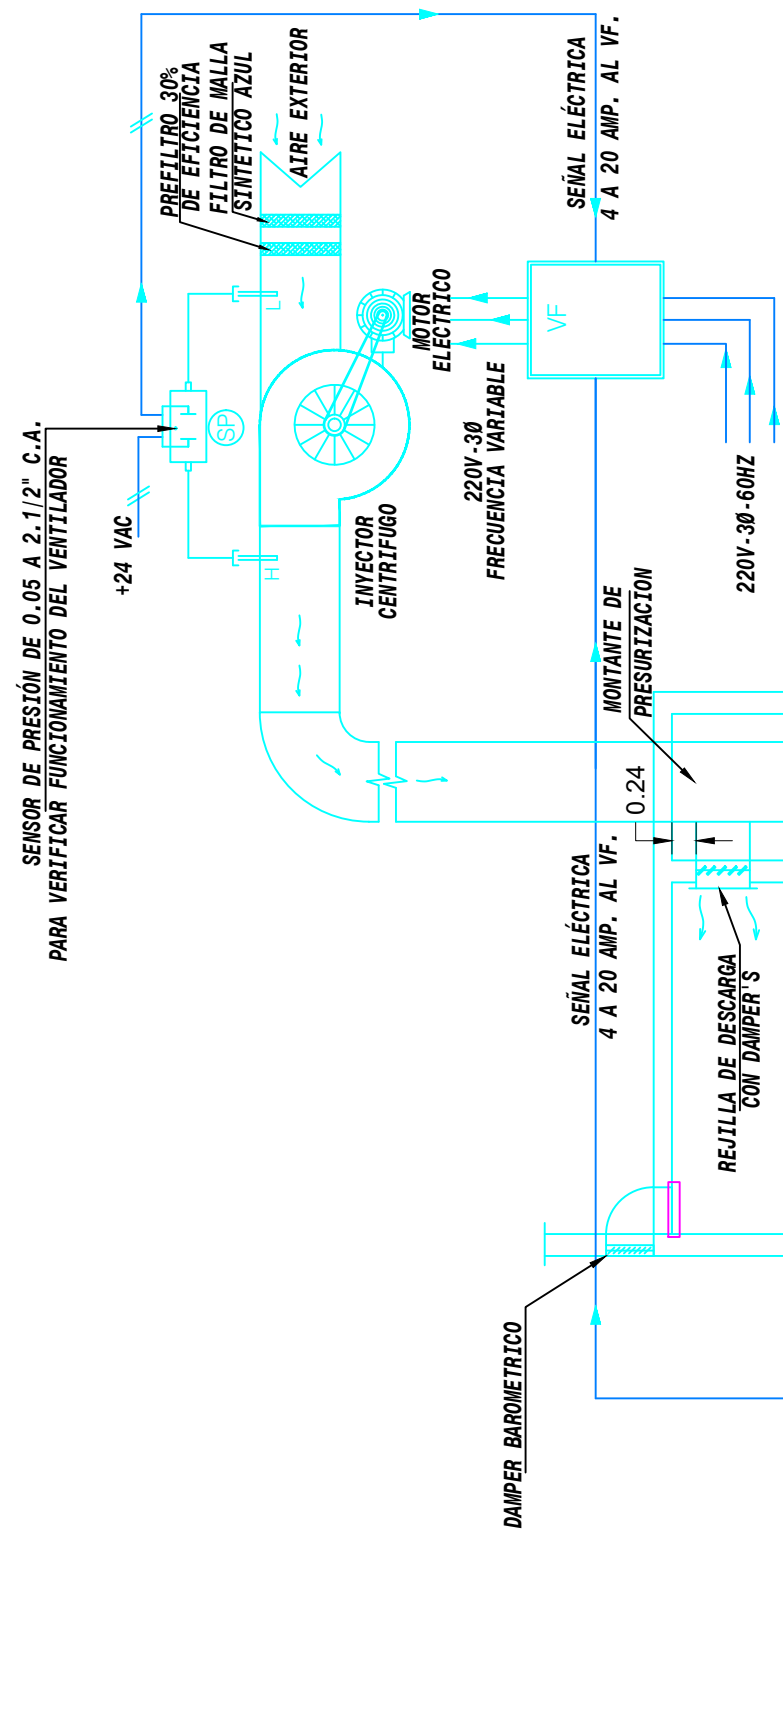 SENSOR DE PRESIÓN DE 0.05 A 2.1/2" C.A.
PARA VERIFICAR FUNCIONAMIENTO DEL VENTILADOR
+24 VAC
PREFILTRO 30%
DE EFICIENCIA
FILTRO DE MALLA
SINTETICO AZUL
AIRE EXTERIOR
SP
H
L
INYECTOR
CENTRIFUGO
MOTOR
ELECTRICO
220V-3Ø
FRECUENCIA VARIABLE
VF
SEÑAL ELÉCTRICA
4 A 20 AMP. AL VF.
220V-3Ø-60HZ
MONTANTE DE
PRESURIZACION
0.24
SEÑAL ELÉCTRICA
4 A 20 AMP. AL VF.
REJILLA DE DESCARGA
CON DAMPER'S
DAMPER BAROMETRICO